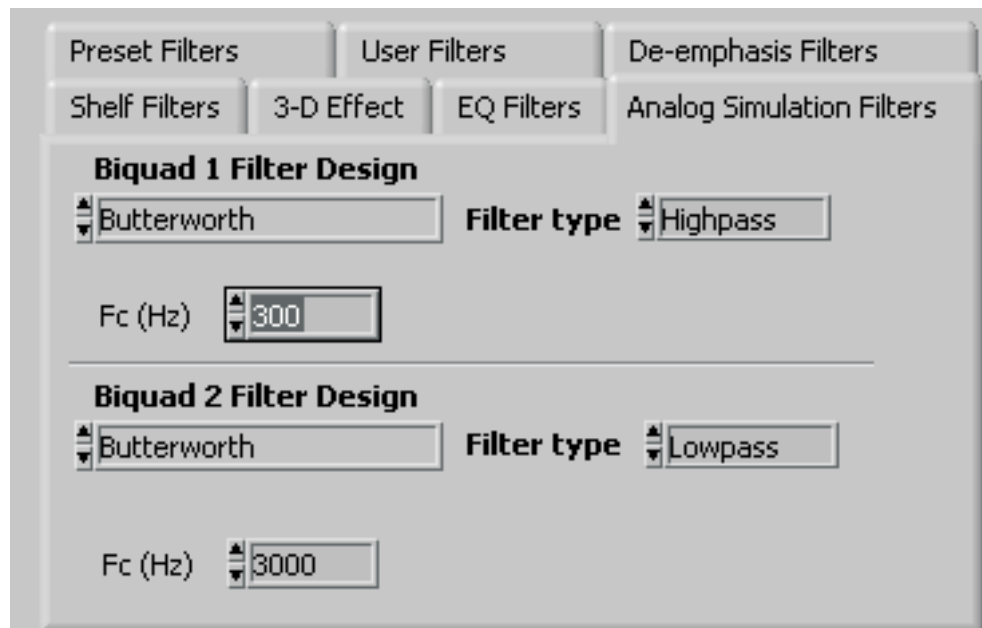 Preset Filters User Filters De-emphasis Filters
Shelf Filters 3-D Effect EQ Filters Analog Simulation Filters
Biquad 1 Filter Design
Butterworth Filter type Highpass
Fc (Hz) 300
Biquad 2 Filter Design
Butterworth Filter type Lowpass
Fc (Hz) 3000